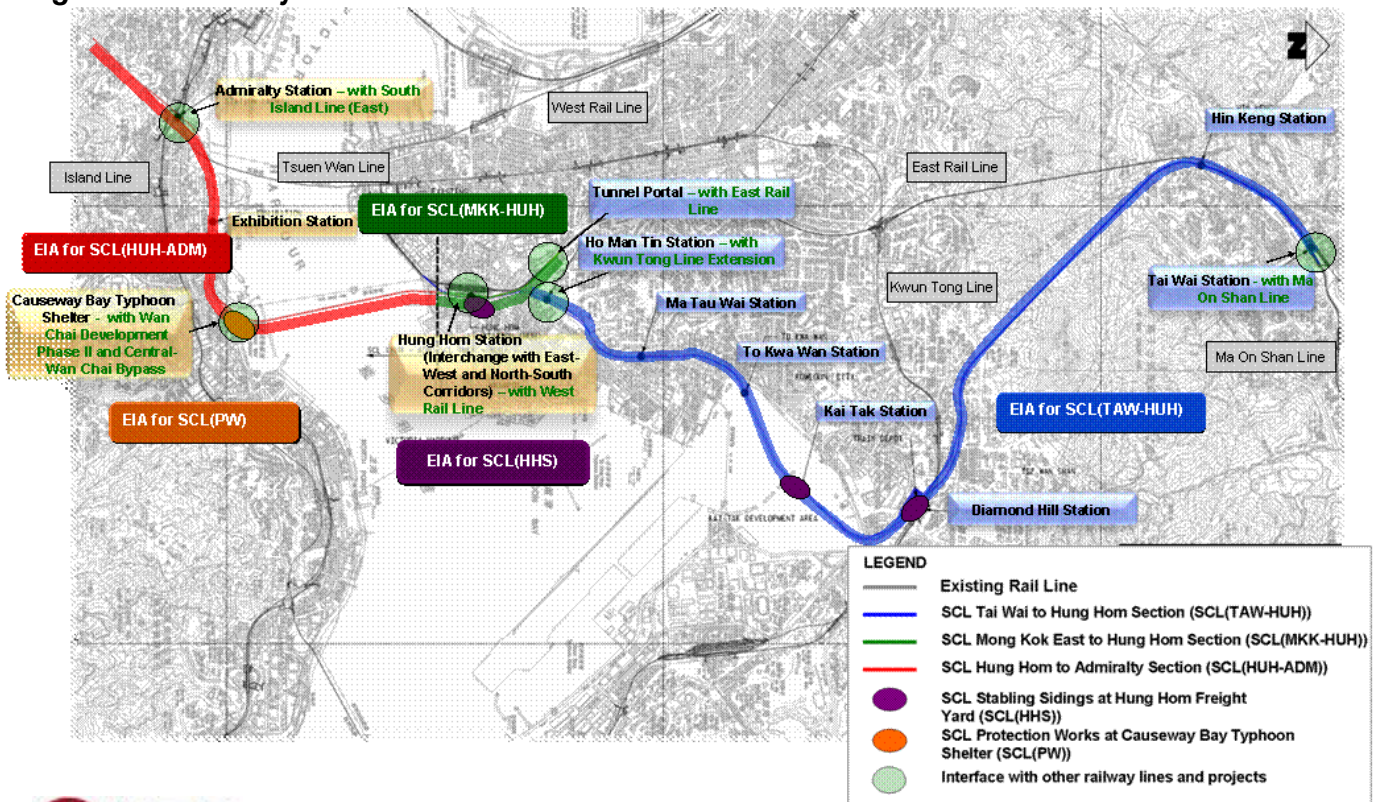 Admiralty Station – with South
Island Line (East)
West Rail Line
Hin Keng Station
Island Line
Tsuen Wan Line
East Rail Line
EIA for SCL(MKK-HUH)
Tunnel Portal – with East Rail
Line
Exhibition Station
EIA for SCL(HUH-ADM)
Ho Man Tin Station – with
Kwun Tong Line Extension
Tai Wai Station - with Ma
On Shan Line
Kwun Tong Line
Causeway Bay Typhoon
Shelter - with Wan
Chai Development
Phase II and Central-
Wan Chai Bypass
Ma Tau Wai Station
Hung Hom Station
(Interchange with East-
West and North-South
Corridors) – with West
Rail Line
To Kwa Wan Station
Ma On Shan Line
EIA for SCL(PW)
Kai Tak Station
EIA for SCL(TAW-HUH)
TRAIN DEPOT
EIA for SCL(HHS)
Diamond Hill Station
KAI TAK DEVELOPMENT AREA
LEGEND
Existing Rail Line
SCL Tai Wai to Hung Hom Section (SCL(TAW-HUH))
SCL Mong Kok East to Hung Hom Section (SCL(MKK-HUH))
SCL Hung Hom to Admiralty Section (SCL(HUH-ADM))
SCL Stabling Sidings at Hung Hom Freight
Yard (SCL(HHS))
SCL Protection Works at Causeway Bay Typhoon
Shelter (SCL(PW))
Interface with other railway lines and projects